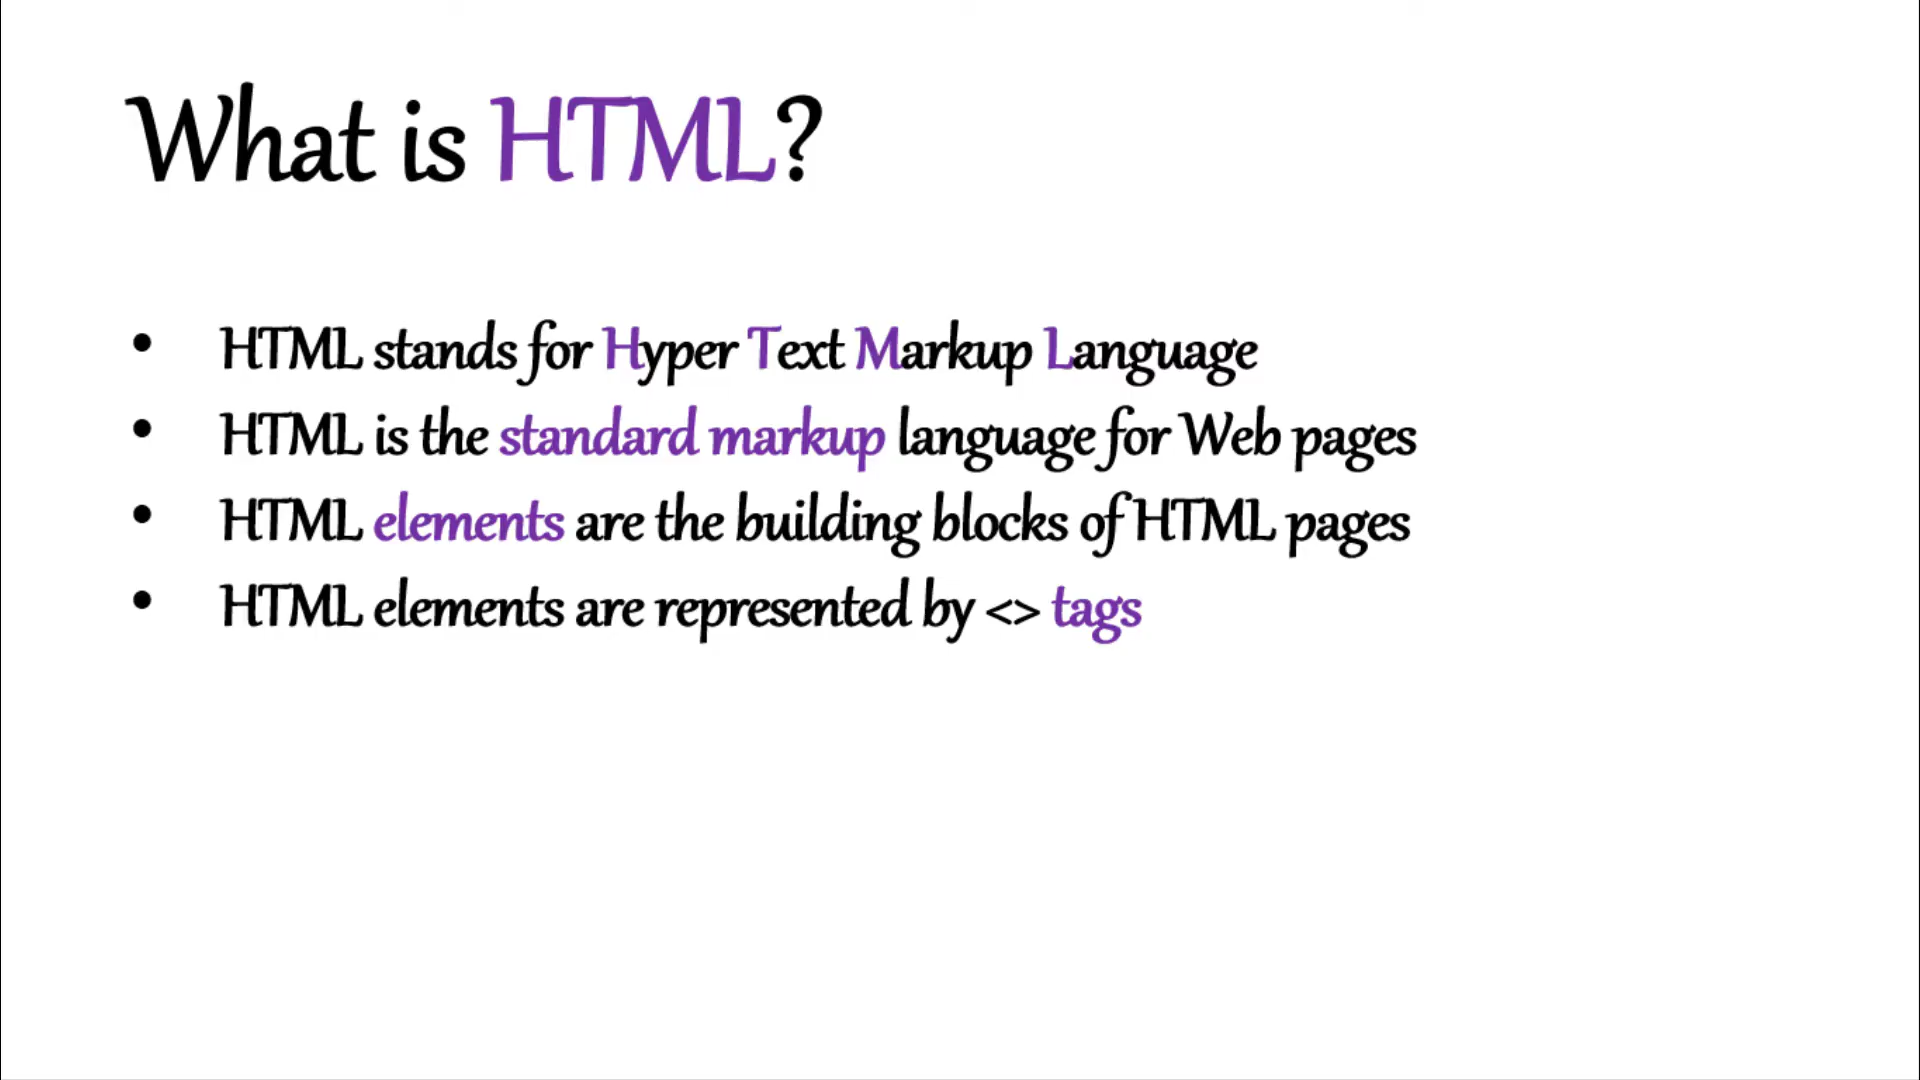 What is HTML?
• HTML stands for Hyper Text Markup Language
• HTML is the standard markup language for Web pages
• HTML elements are the building blocks of HTML pages
• HTML elements are represented by <> tags